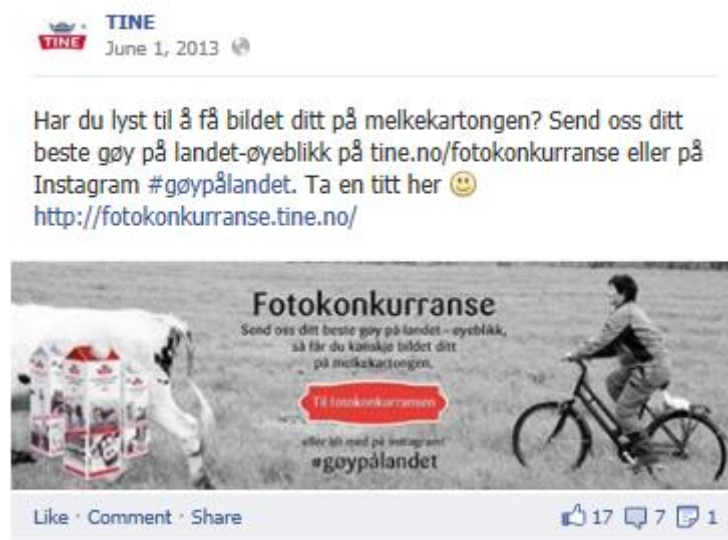 TINE
TINE
June 1, 2013
Har du lyst til å få bildet ditt på melkekartongen? Send oss ditt
beste gøy på landet-øyeblikk på tine.no/fotokonkurranse eller på
Instagram #gøypålandet. Ta en titt her
http://fotokonkurranse.tine.no/
Fotokonkurranse
Send oss ditt beste gøy på landet - øyeblikk,
så får du kanskje bildet ditt
på melkekartongen.
Til fotokonkurransen
eller bli med på instagram!
#gøypålandet
Like · Comment · Share
17 7 1